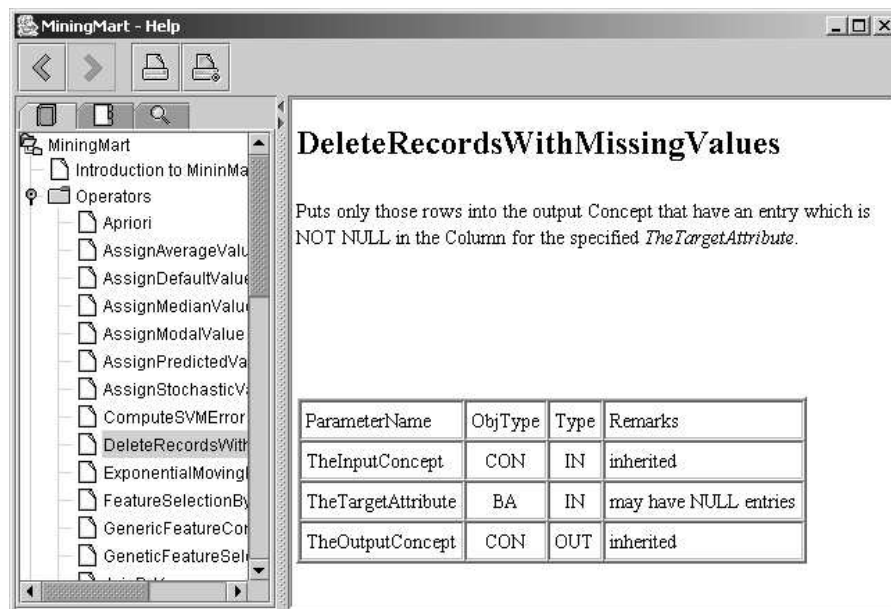 MiningMart - Help
MiningMart
Introduction to MininMa
Operators
Apriori
AssignAverageValu
AssignDefaultValue
AssignMedianValu
AssignModalValue
AssignPredictedVa
AssignStochasticV
ComputeSVMError
DeleteRecordsWith
ExponentialMoving
FeatureSelectionBy
GenericFeatureCor
GeneticFeatureSele
DeleteRecordsWithMissingValues
Puts only those rows into the output Concept that have an entry which is
NOT NULL in the Column for the specified TheTargetAttribute.
ParameterName ObjType Type Remarks
TheInputConcept CON IN inherited
TheTargetAttribute BA IN may have NULL entries
TheOutputConcept CON OUT inherited